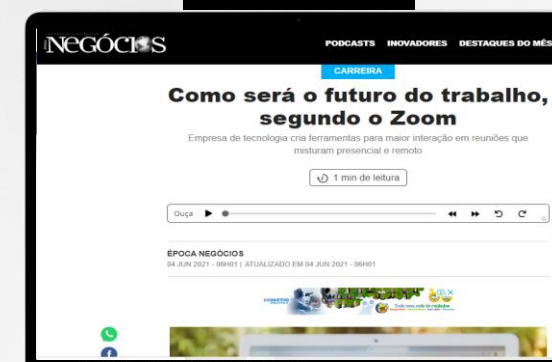 NEGÓCIOS
PODCASTS INOVADORES DESTAQUES DO MÊS
CARREIRA
Como será o futuro do trabalho,
segundo o Zoom
Empresa de tecnologia cria ferramentas para maior interação em reuniões que
misturam presencial e remoto
1 min de leitura
Ouça
ÉPOCA NEGÓCIOS
04 JUN 2021 - 06H01 | ATUALIZADO EM 04 JUN 2021 - 06H01